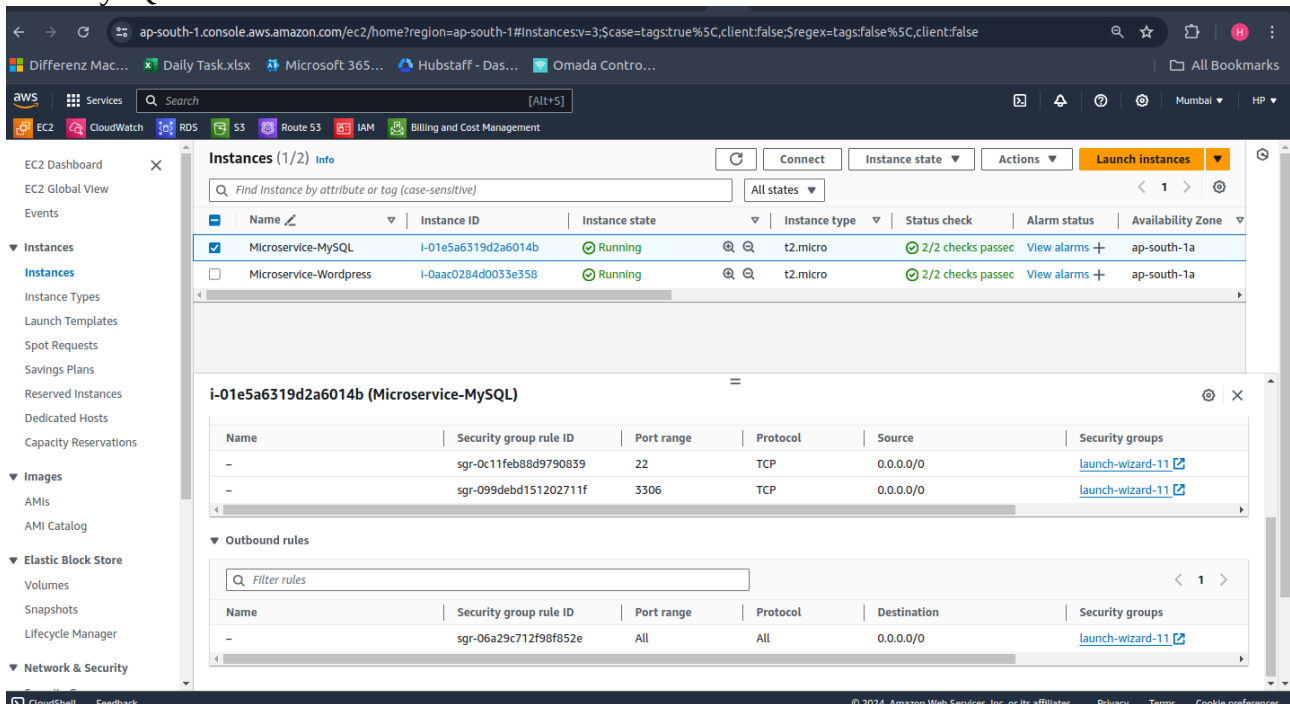 ap-south-1.console.aws.amazon.com/ec2/home?region=ap-south-1#Instances:v=3;$case=tags:true%5C,client:false;$regex=tags:false%5C,client:false H
Differenz Mac... Daily Task.xlsx Microsoft 365... Hubstaff - Das... Omada Contro... All Bookmarks
aws Services Search [Alt+S] Mumbai HP
EC2 CloudWatch RDS S3 Route 53 IAM Billing and Cost Management
EC2 Dashboard
EC2 Global View
Events
Instances
Instances
Instance Types
Launch Templates
Spot Requests
Savings Plans
Reserved Instances
Dedicated Hosts
Capacity Reservations
Images
AMIs
AMI Catalog
Elastic Block Store
Volumes
Snapshots
Lifecycle Manager
Network & Security
Instances (1/2) Info Connect Instance state Actions Launch instances
Find Instance by attribute or tag (case-sensitive) All states 1
Name Instance ID Instance state Instance type Status check Alarm status Availability Zone
Microservice-MySQL i-01e5a6319d2a6014b Running t2.micro 2/2 checks passed View alarms + ap-south-1a
Microservice-Wordpress i-0aac0284d0033e358 Running t2.micro 2/2 checks passed View alarms + ap-south-1a
i-01e5a6319d2a6014b (Microservice-MySQL)
Name Security group rule ID Port range Protocol Source Security groups
– sgr-0c11feb88d9790839 22 TCP 0.0.0.0/0 launch-wizard-11
– sgr-099debd151202711f 3306 TCP 0.0.0.0/0 launch-wizard-11
Outbound rules
Filter rules 1
Name Security group rule ID Port range Protocol Destination Security groups
– sgr-06a29c712f98f852e All All 0.0.0.0/0 launch-wizard-11
CloudShell Feedback © 2024, Amazon Web Services, Inc. or its affiliates. Privacy Terms Cookie preferences